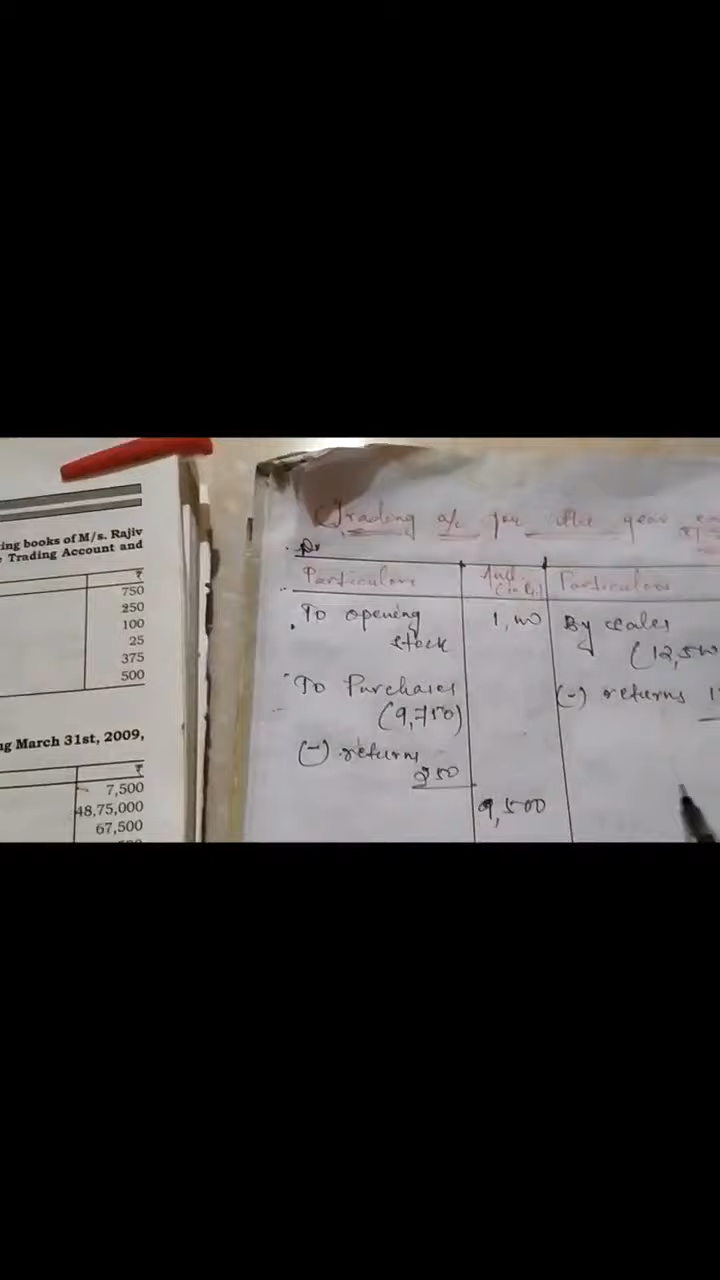 ing books of M/s. Rajiv
Trading Account and
₹
750
250
100
25
375
500
ng March 31st, 2009,
₹
7,500
48,75,000
67,500
Trading a/c for the year
Dr
Particulars Particulars
To opening
stock
By sales
(12,500
To Purchases
(9,750)
(-) returns
(-) returns
250
9,500